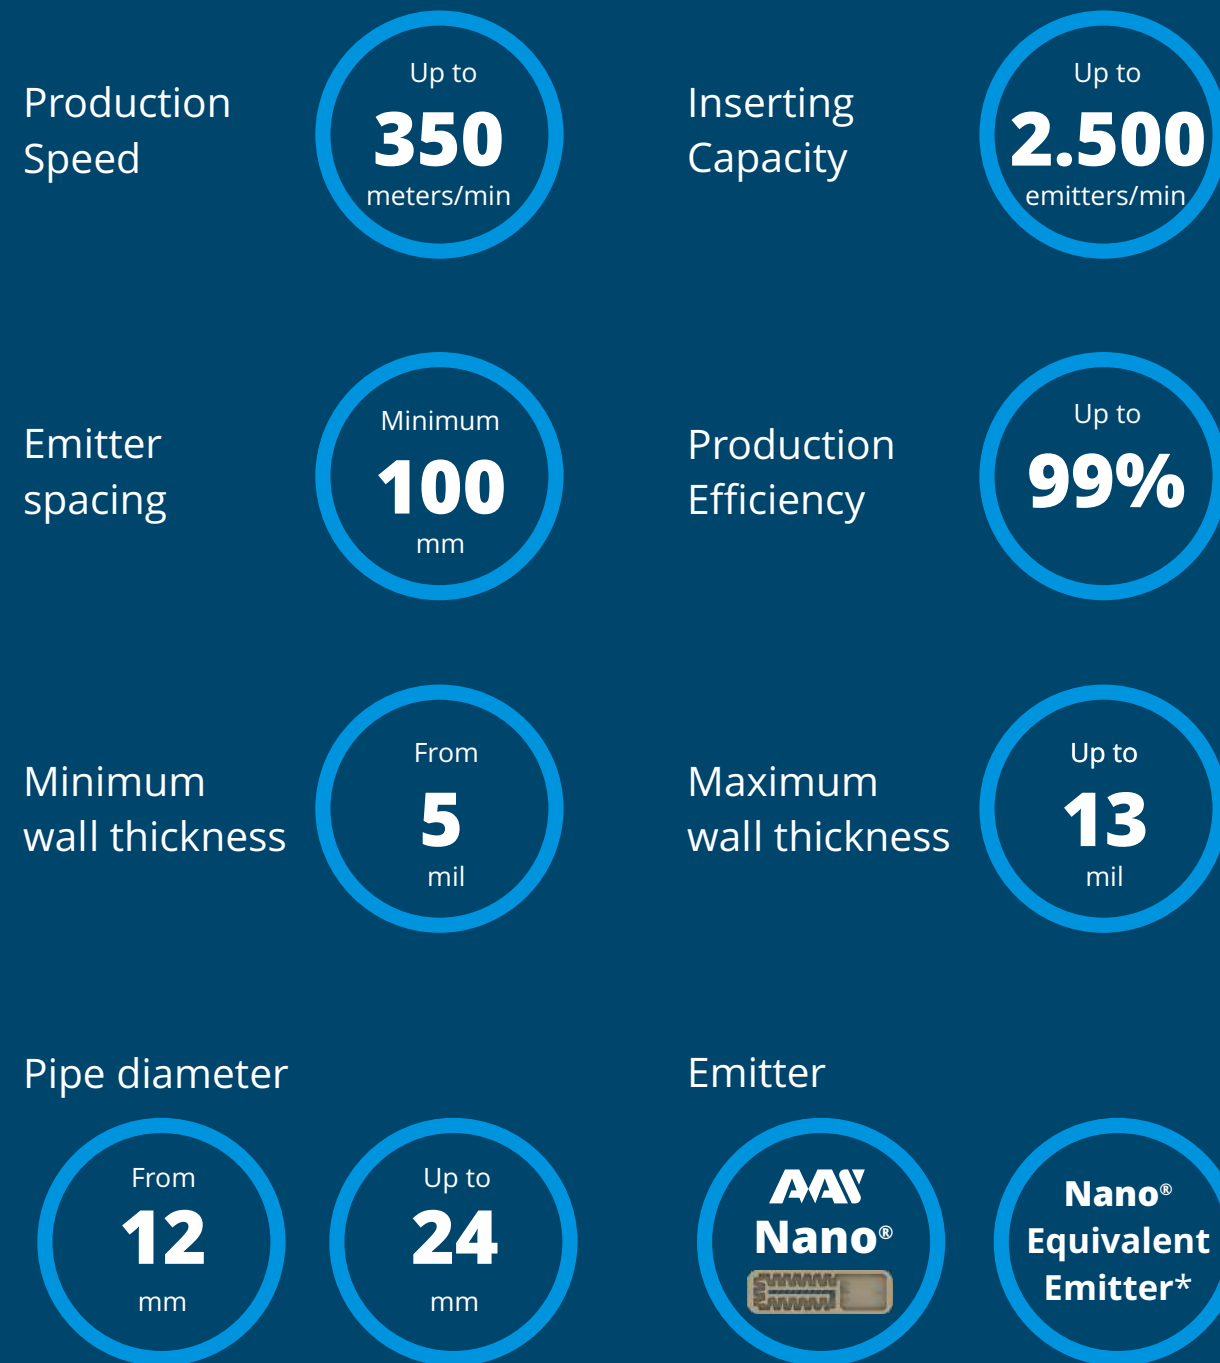 Production
Speed
Up to
350
meters/min
Inserting
Capacity
Up to
2.500
emitters/min
Emitter
spacing
Minimum
100
mm
Production
Efficiency
Up to
99%
Minimum
wall thickness
From
5
mil
Maximum
wall thickness
Up to
13
mil
Pipe diameter
From
12
mm
Up to
24
mm
Emitter
Nano®
Nano®
Equivalent
Emitter*